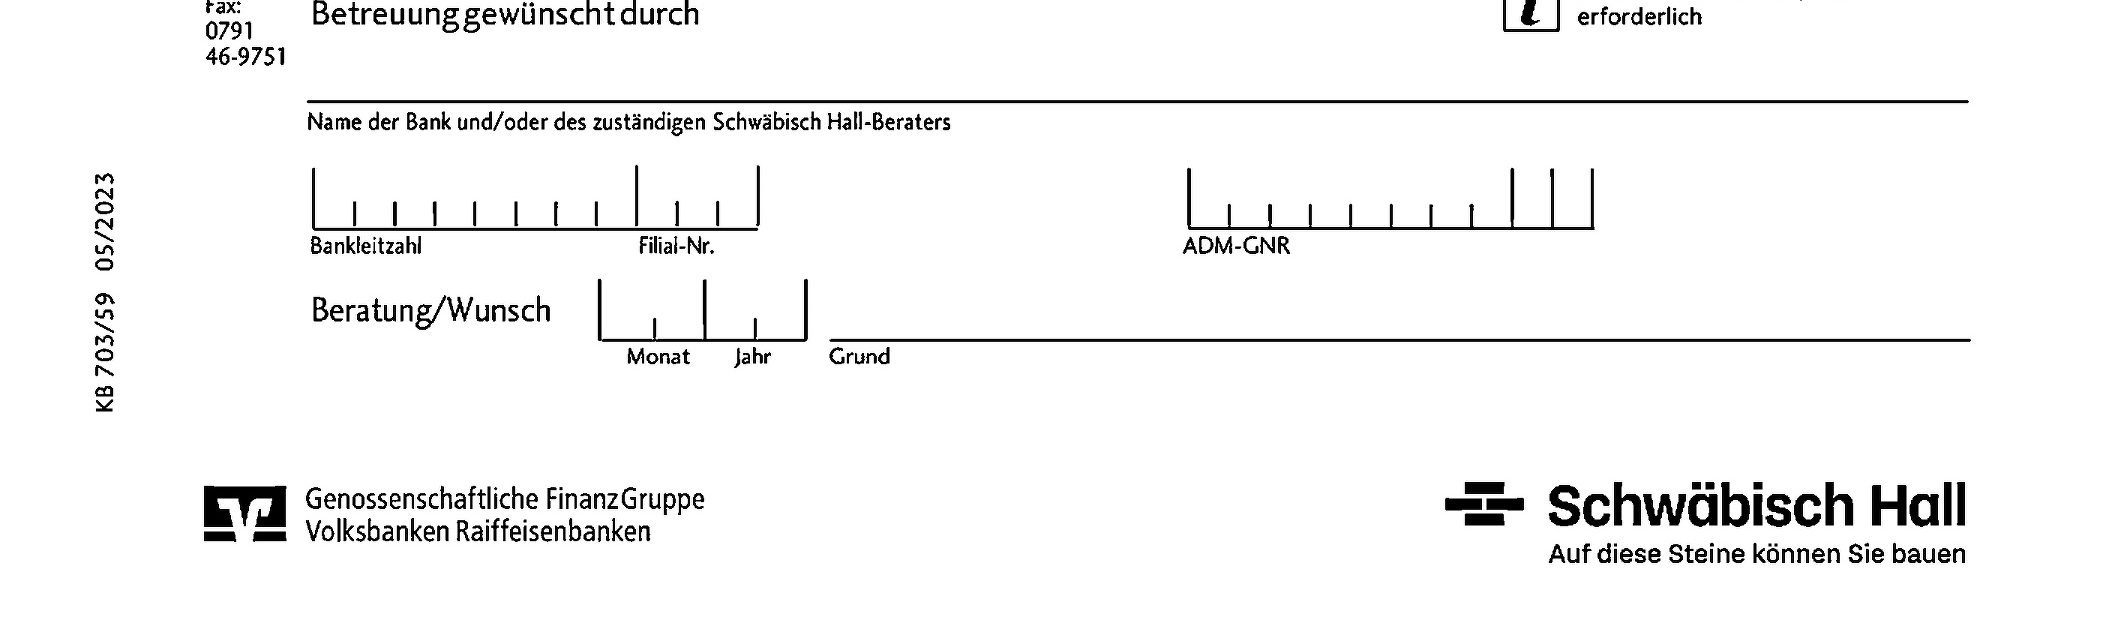 Fax:
0791
46-9751
Betreuung gewünscht durch
i
erforderlich
Name der Bank und/oder des zuständigen Schwäbisch Hall-Beraters
Bankleitzahl Filial-Nr. ADM-GNR
Beratung/Wunsch
Monat Jahr Grund
KB 703/59 05/2023
Genossenschaftliche FinanzGruppe
Volksbanken Raiffeisenbanken
Schwäbisch Hall
Auf diese Steine können Sie bauen